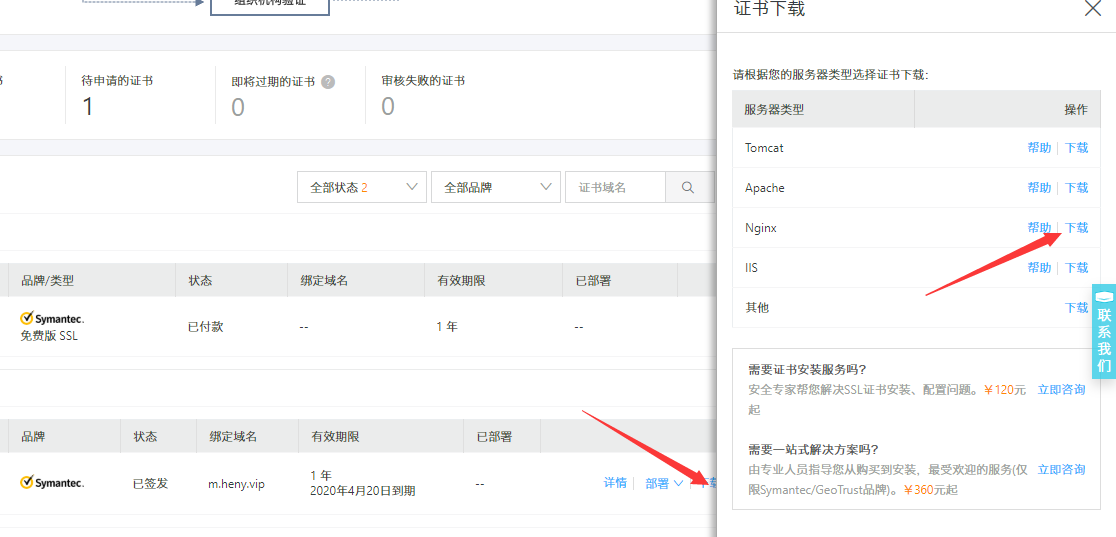 组织机构验证
待申请的证书
1
即将过期的证书 ?
0
审核失败的证书
0
全部状态 2
全部品牌
证书域名
品牌/类型 状态 绑定域名 有效期限 已部署
Symantec.
免费版 SSL
已付款 -- 1 年 --
品牌 状态 绑定域名 有效期限 已部署
Symantec. 已签发 m.heny.vip
1 年
2020年4月20日到期
--
详情 部署 下载
证书下载
请根据您的服务器类型选择证书下载:
服务器类型 操作
Tomcat 帮助 下载
Apache 帮助 下载
Nginx 帮助 下载
IIS 帮助 下载
其他 下载
需要证书安装服务吗?
安全专家帮您解决SSL证书安装、配置问题。¥120元 立即咨询
起
需要一站式解决方案吗?
由专业人员指导您从购买到安装，最受欢迎的服务(仅 立即咨询
限Symantec/GeoTrust品牌)。¥360元起
联系我们